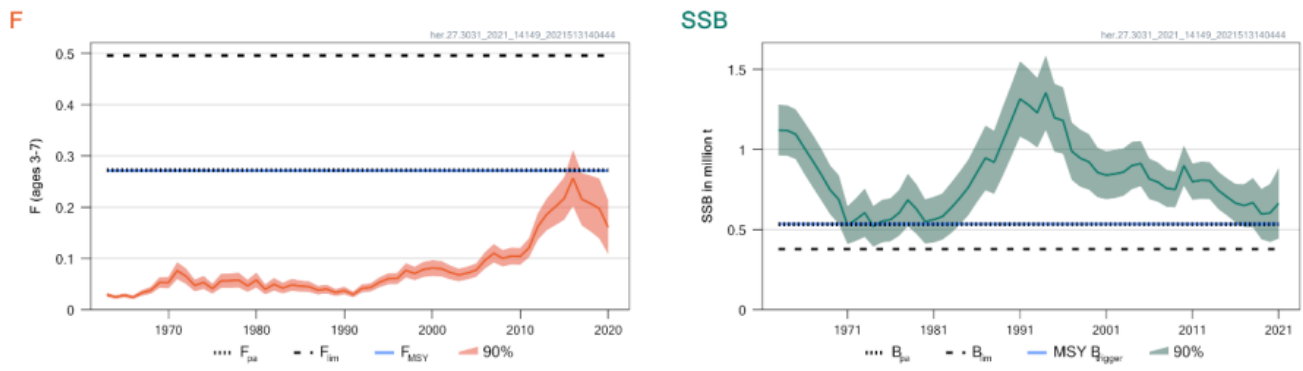 F
her.27.3031_2021_14149_2021513140444
F (ages 3-7)
0.5
0.4
0.3
0.2
0.1
0
1970
1980
1990
2000
2010
2020
Fpa
Flim
FMSY
90%
SSB
her.27.3031_2021_14149_2021513140444
SSB in million t
1.5
1
0.5
0
1971
1981
1991
2001
2011
2021
Bpa
Blim
MSY Btrigger
90%